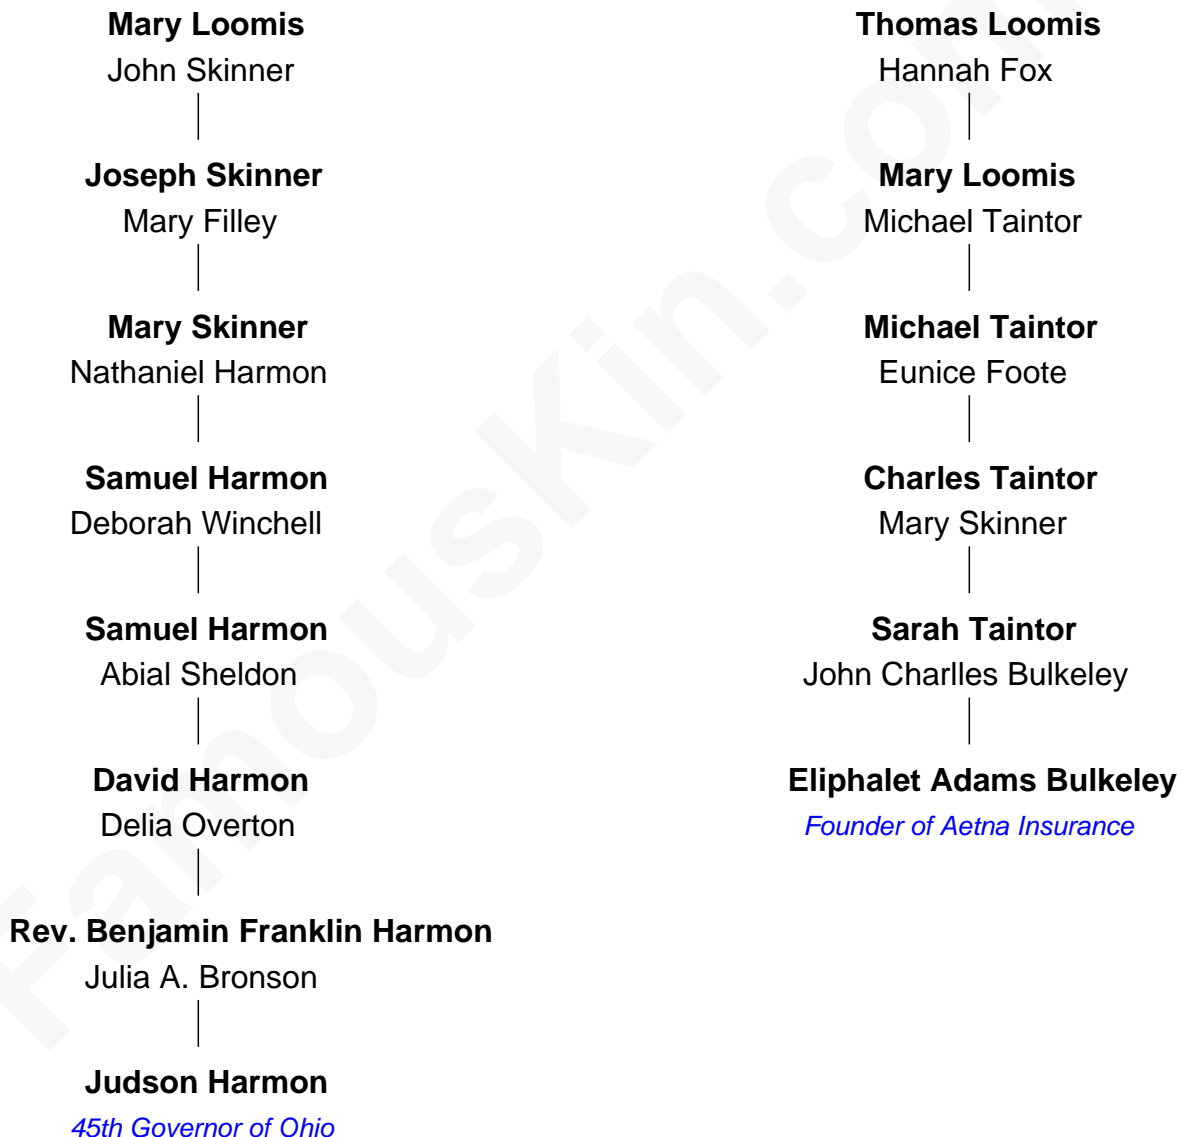 Mary Loomis
John Skinner
Joseph Skinner
Mary Filley
Mary Skinner
Nathaniel Harmon
Samuel Harmon
Deborah Winchell
Samuel Harmon
Abial Sheldon
David Harmon
Delia Overton
Rev. Benjamin Franklin Harmon
Julia A. Bronson
Judson Harmon
45th Governor of Ohio
Thomas Loomis
Hannah Fox
Mary Loomis
Michael Taintor
Michael Taintor
Eunice Foote
Charles Taintor
Mary Skinner
Sarah Taintor
John Charlles Bulkeley
Eliphalet Adams Bulkeley
Founder of Aetna Insurance
FamousKin.com